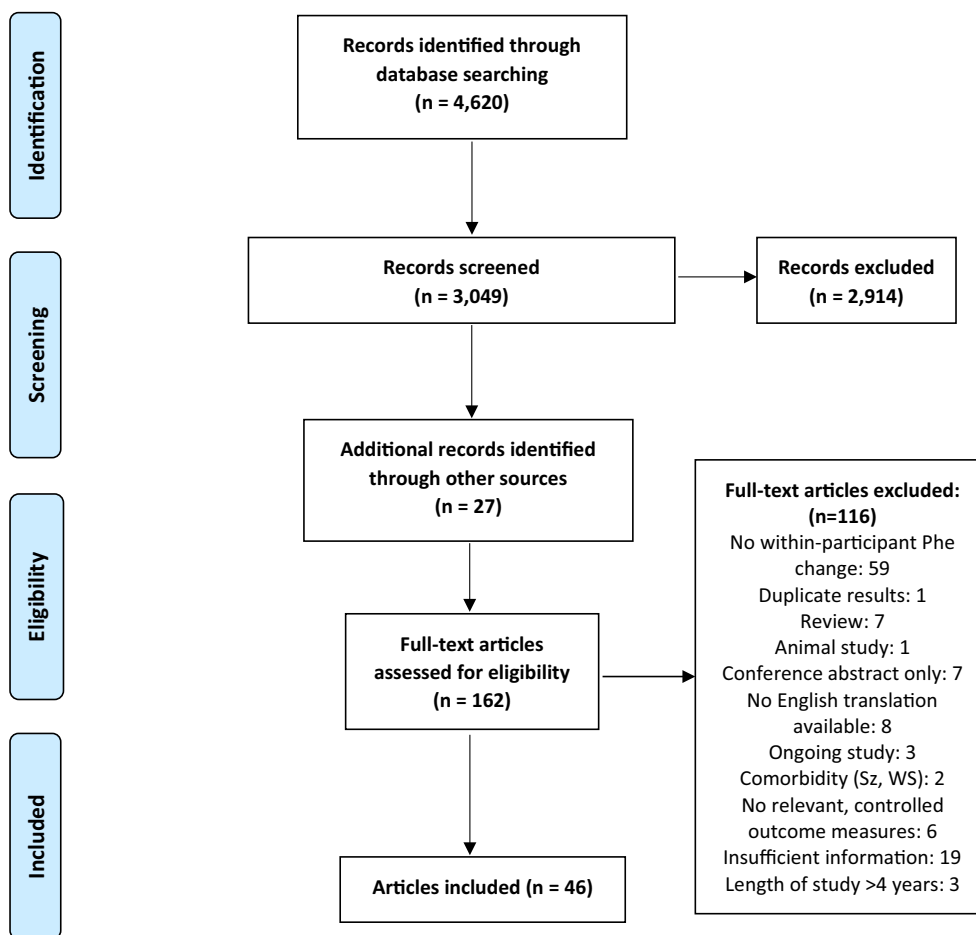 Identification
Records identified through
database searching
(n = 4,620)
Screening
Records screened
(n = 3,049)
Records excluded
(n = 2,914)
Additional records identified
through other sources
(n = 27)
Eligibility
Full-text articles
assessed for eligibility
(n = 162)
Full-text articles excluded:
(n=116)
No within-participant Phe
change: 59
Duplicate results: 1
Review: 7
Animal study: 1
Conference abstract only: 7
No English translation
available: 8
Ongoing study: 3
Comorbidity (Sz, WS): 2
No relevant, controlled
outcome measures: 6
Insufficient information: 19
Length of study >4 years: 3
Included
Articles included (n = 46)